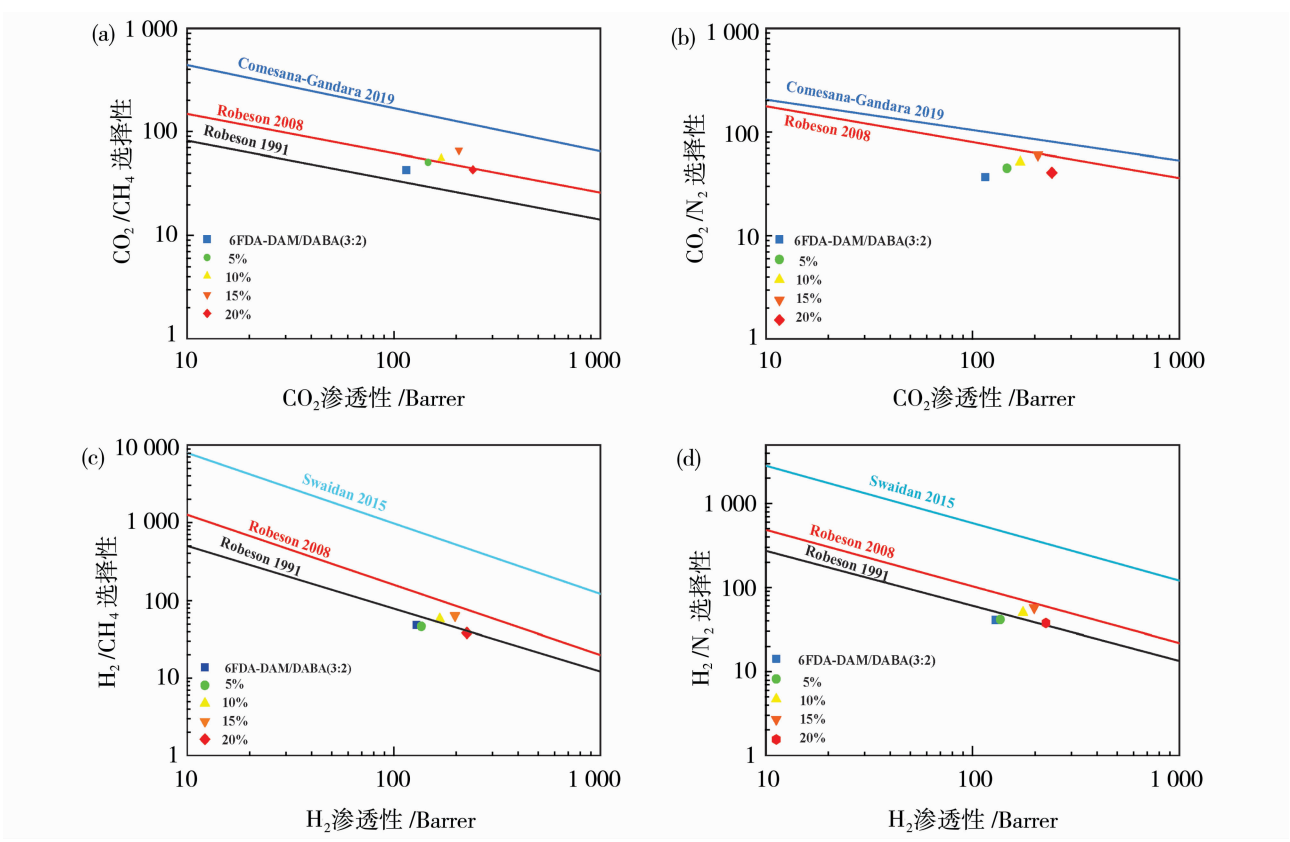 (a)
1 000
100
10
1
CO₂/CH₄ 选择性
Comesana-Gandara 2019
Robeson 2008
Robeson 1991
6FDA-DAM/DABA(3:2)
5%
10%
15%
20%
10
100
1 000
CO₂渗透性 /Barrer
(b)
1 000
100
10
1
CO₂/N₂ 选择性
Comesana-Gandara 2019
Robeson 2008
6FDA-DAM/DABA(3:2)
5%
10%
15%
20%
10
100
1 000
CO₂渗透性 /Barrer
(c)
10 000
1 000
100
10
1
H₂/CH₄ 选择性
Swaidan 2015
Robeson 2008
Robeson 1991
6FDA-DAM/DABA(3:2)
5%
10%
15%
20%
10
100
1 000
H₂渗透性 /Barrer
(d)
1 000
100
10
1
H₂/N₂ 选择性
Swaidan 2015
Robeson 2008
Robeson 1991
6FDA-DAM/DABA(3:2)
5%
10%
15%
20%
10
100
1 000
H₂渗透性 /Barrer